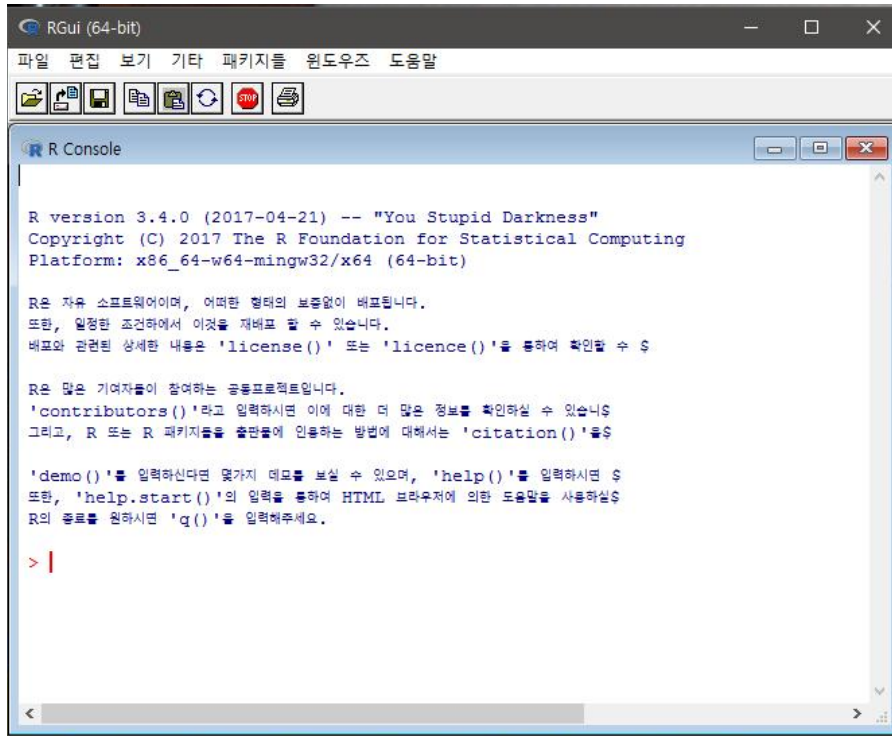 RGui (64-bit)
파일 편집 보기 기타 패키지들 윈도우즈 도움말
STOP
R Console
R version 3.4.0 (2017-04-21) -- "You Stupid Darkness"
Copyright (C) 2017 The R Foundation for Statistical Computing
Platform: x86_64-w64-mingw32/x64 (64-bit)
R은 자유 소프트웨어이며, 어떠한 형태의 보증없이 배포됩니다.
또한, 일정한 조건하에서 이것을 재배포 할 수 있습니다.
배포와 관련된 상세한 내용은 'license()' 또는 'licence()'을 통하여 확인할 수 $
R은 많은 기여자들이 참여하는 공동프로젝트입니다.
'contributors()'라고 입력하시면 이에 대한 더 많은 정보를 확인하실 수 있습니$
그리고, R 또는 R 패키지들을 출판물에 인용하는 방법에 대해서는 'citation()'을$
'demo()'를 입력하신다면 몇가지 데모를 보실 수 있으며, 'help()'를 입력하시면 $
또한, 'help.start()'의 입력을 통하여 HTML 브라우저에 의한 도움말을 사용하실$
R의 종료를 원하시면 'q()'을 입력해주세요.
>